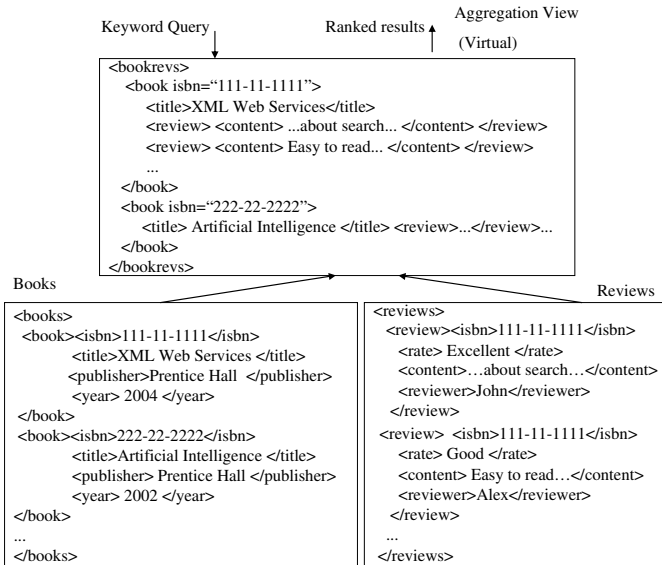 Keyword Query
Ranked results
Aggregation View
(Virtual)
<bookrevs>
<book isbn=“111-11-1111”>
<title>XML Web Services</title>
<review> <content> ...about search... </content> </review>
<review> <content> Easy to read... </content> </review>
...
</book>
<book isbn=“222-22-2222”>
<title> Artificial Intelligence </title> <review>...</review>...
</book>
</bookrevs>
Books
<books>
<book><isbn>111-11-1111</isbn>
<title>XML Web Services </title>
<publisher>Prentice Hall </publisher>
<year> 2004 </year>
</book>
<book><isbn>222-22-2222</isbn>
<title>Artificial Intelligence </title>
<publisher> Prentice Hall </publisher>
<year> 2002 </year>
</book>
...
</books>
Reviews
<reviews>
<review><isbn>111-11-1111</isbn>
<rate> Excellent </rate>
<content>…about search…</content>
<reviewer>John</reviewer>
</review>
<review> <isbn>111-11-1111</isbn>
<rate> Good </rate>
<content> Easy to read…</content>
<reviewer>Alex</reviewer>
</review>
...
</reviews>